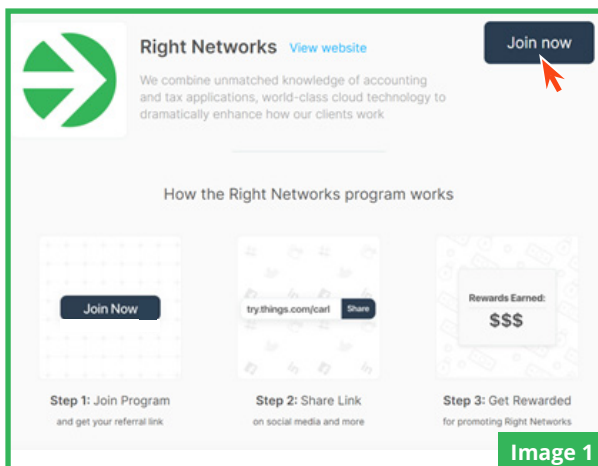 Right Networks View website
Join now
We combine unmatched knowledge of accounting
and tax applications, world-class cloud technology to
dramatically enhance how our clients work
How the Right Networks program works
Join Now
try.things.com/carl Share
Rewards Earned:
$$$
Step 1: Join Program
and get your referral link
Step 2: Share Link
on social media and more
Step 3: Get Rewarded
for promoting Right Networks
Image 1